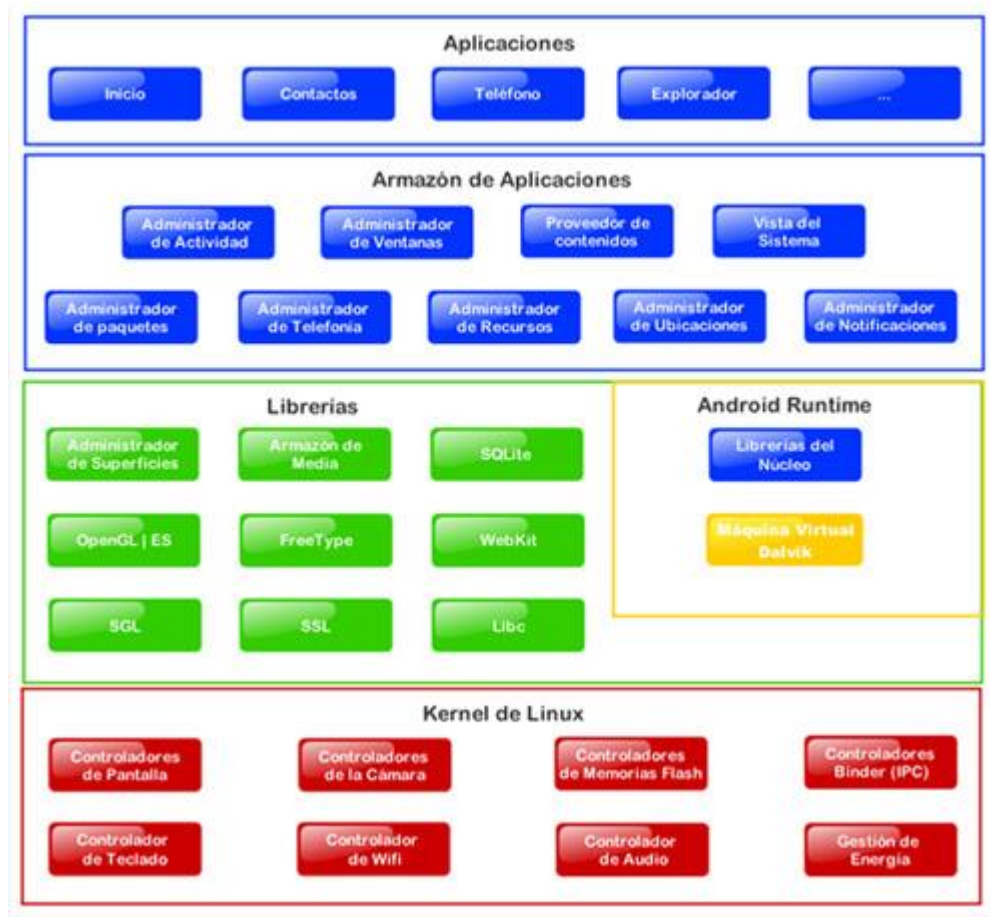 Aplicaciones
Inicio
Contactos
Teléfono
Explorador
...
Armazón de Aplicaciones
Administrador
de Actividad
Administrador
de Ventanas
Proveedor de
contenidos
Vista del
Sistema
Administrador
de paquetes
Administrador
de Telefonía
Administrador
de Recursos
Administrador
de Ubicaciones
Administrador
de Notificaciones
Librerías
Administrador
de Superficies
Armazón de
Media
SQLite
OpenGL | ES
FreeType
WebKit
SGL
SSL
Libc
Android Runtime
Librerías del
Núcleo
Máquina Virtual
Dalvik
Kernel de Linux
Controladores
de Pantalla
Controladores
de la Cámara
Controladores
de Memorias Flash
Controladores
Binder (IPC)
Controlador
de Teclado
Controlador
de Wifi
Controlador
de Audio
Gestión de
Energía